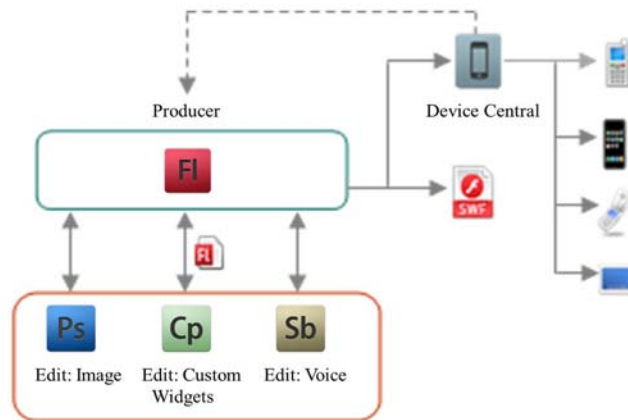 Producer
Device Central
Fl
SWF
Fl
Ps
Cp
Sb
Edit: Image
Edit: Custom
Widgets
Edit: Voice